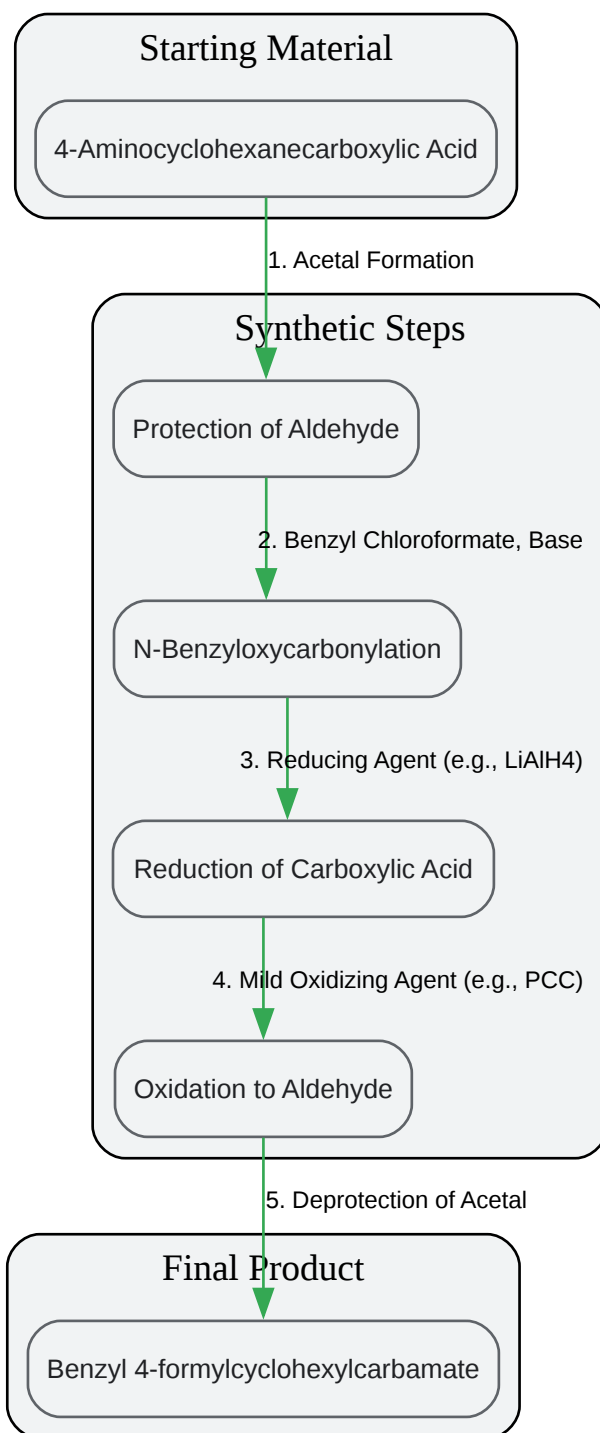 Starting Material
4-Aminocyclohexanecarboxylic Acid
1. Acetal Formation
Synthetic Steps
Protection of Aldehyde
2. Benzyl Chloroformate, Base
N-Benzyloxycarbonylation
3. Reducing Agent (e.g., LiAlH4)
Reduction of Carboxylic Acid
4. Mild Oxidizing Agent (e.g., PCC)
Oxidation to Aldehyde
5. Deprotection of Acetal
Final Product
Benzyl 4-formylcyclohexylcarbamate